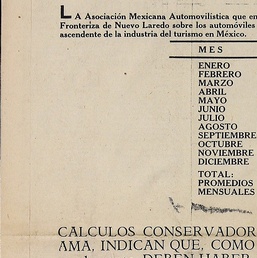 LA Asociación Mexicana Automovilística que en
Fronteriza de Nuevo Laredo sobre los automóviles
ascendente de la industria del turismo en México.
MES
ENERO
FEBRERO
MARZO
ABRIL
MAYO
JUNIO
JULIO
AGOSTO
SEPTIEMBRE
OCTUBRE
NOVIEMBRE
DICIEMBRE
TOTAL:
PROMEDIOS
MENSUALES
CALCULOS CONSERVADOR
AMA, INDICAN QUE, COMO
DEBEN HABER